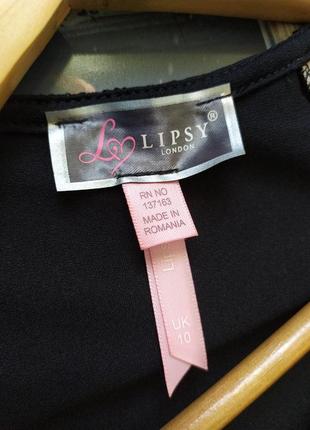 LIPSY®
LONDON
RN NO
137163
MADE IN
ROMANIA
UK
10